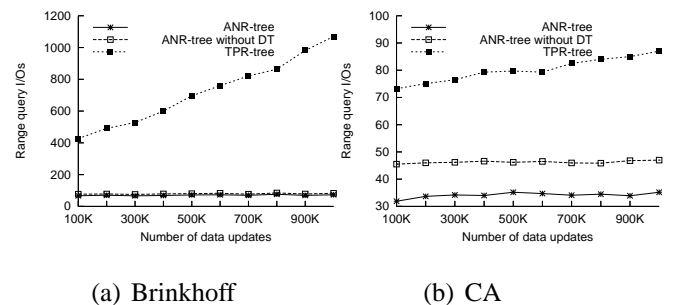 ANR-tree
ANR-tree without DT
TPR-tree
1200
1000
800
600
400
200
0
Range query I/Os
100K 300K 500K 700K 900K
Number of data updates
(a) Brinkhoff
ANR-tree
ANR-tree without DT
TPR-tree
100
90
80
70
60
50
40
30
Range query I/Os
100K 300K 500K 700K 900K
Number of data updates
(b) CA